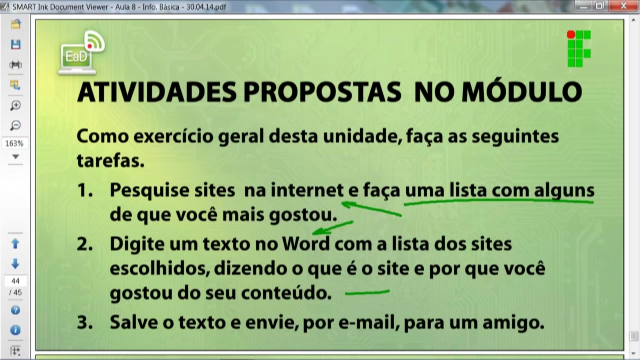 SMART Ink Document Viewer - Aula 8 - Info. Básica - 30.04.14.pdf
EaD
ATIVIDADES PROPOSTAS NO MÓDULO
Como exercício geral desta unidade, faça as seguintes
tarefas.
163%
1. Pesquise sites na internet e faça uma lista com alguns
de que você mais gostou.
2. Digite um texto no Word com a lista dos sites
escolhidos, dizendo o que é o site e por que você
gostou do seu conteúdo.
44
/ 45
3. Salve o texto e envie, por e-mail, para um amigo.